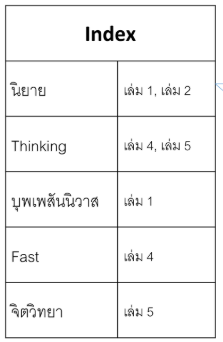 Index
นิยาย เล่ม 1, เล่ม 2
Thinking เล่ม 4, เล่ม 5
บุพเพสันนิวาส เล่ม 1
Fast เล่ม 4
จิตวิทยา เล่ม 5